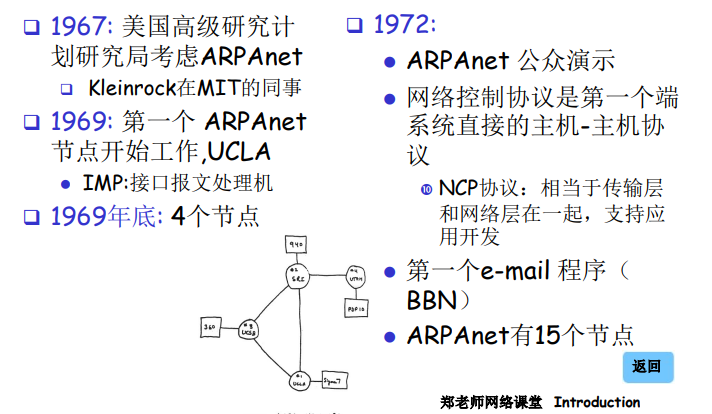 1967: 美国高级研究计
划研究局考虑ARPAnet
Kleinrock在MIT的同事
1969: 第一个 ARPAnet
节点开始工作,UCLA
IMP:接口报文处理机
1969年底: 4个节点
940
#2
SRI
#4
UTAH
PDP10
360
#3
UCSB
#1
UCLA
Sigma 7
1972:
ARPAnet 公众演示
网络控制协议是第一个端
系统直接的主机-主机协
议
⑩ NCP协议：相当于传输层
和网络层在一起，支持应
用开发
第一个e-mail 程序（
BBN）
ARPAnet有15个节点
返回
郑老师网络课堂 Introduction